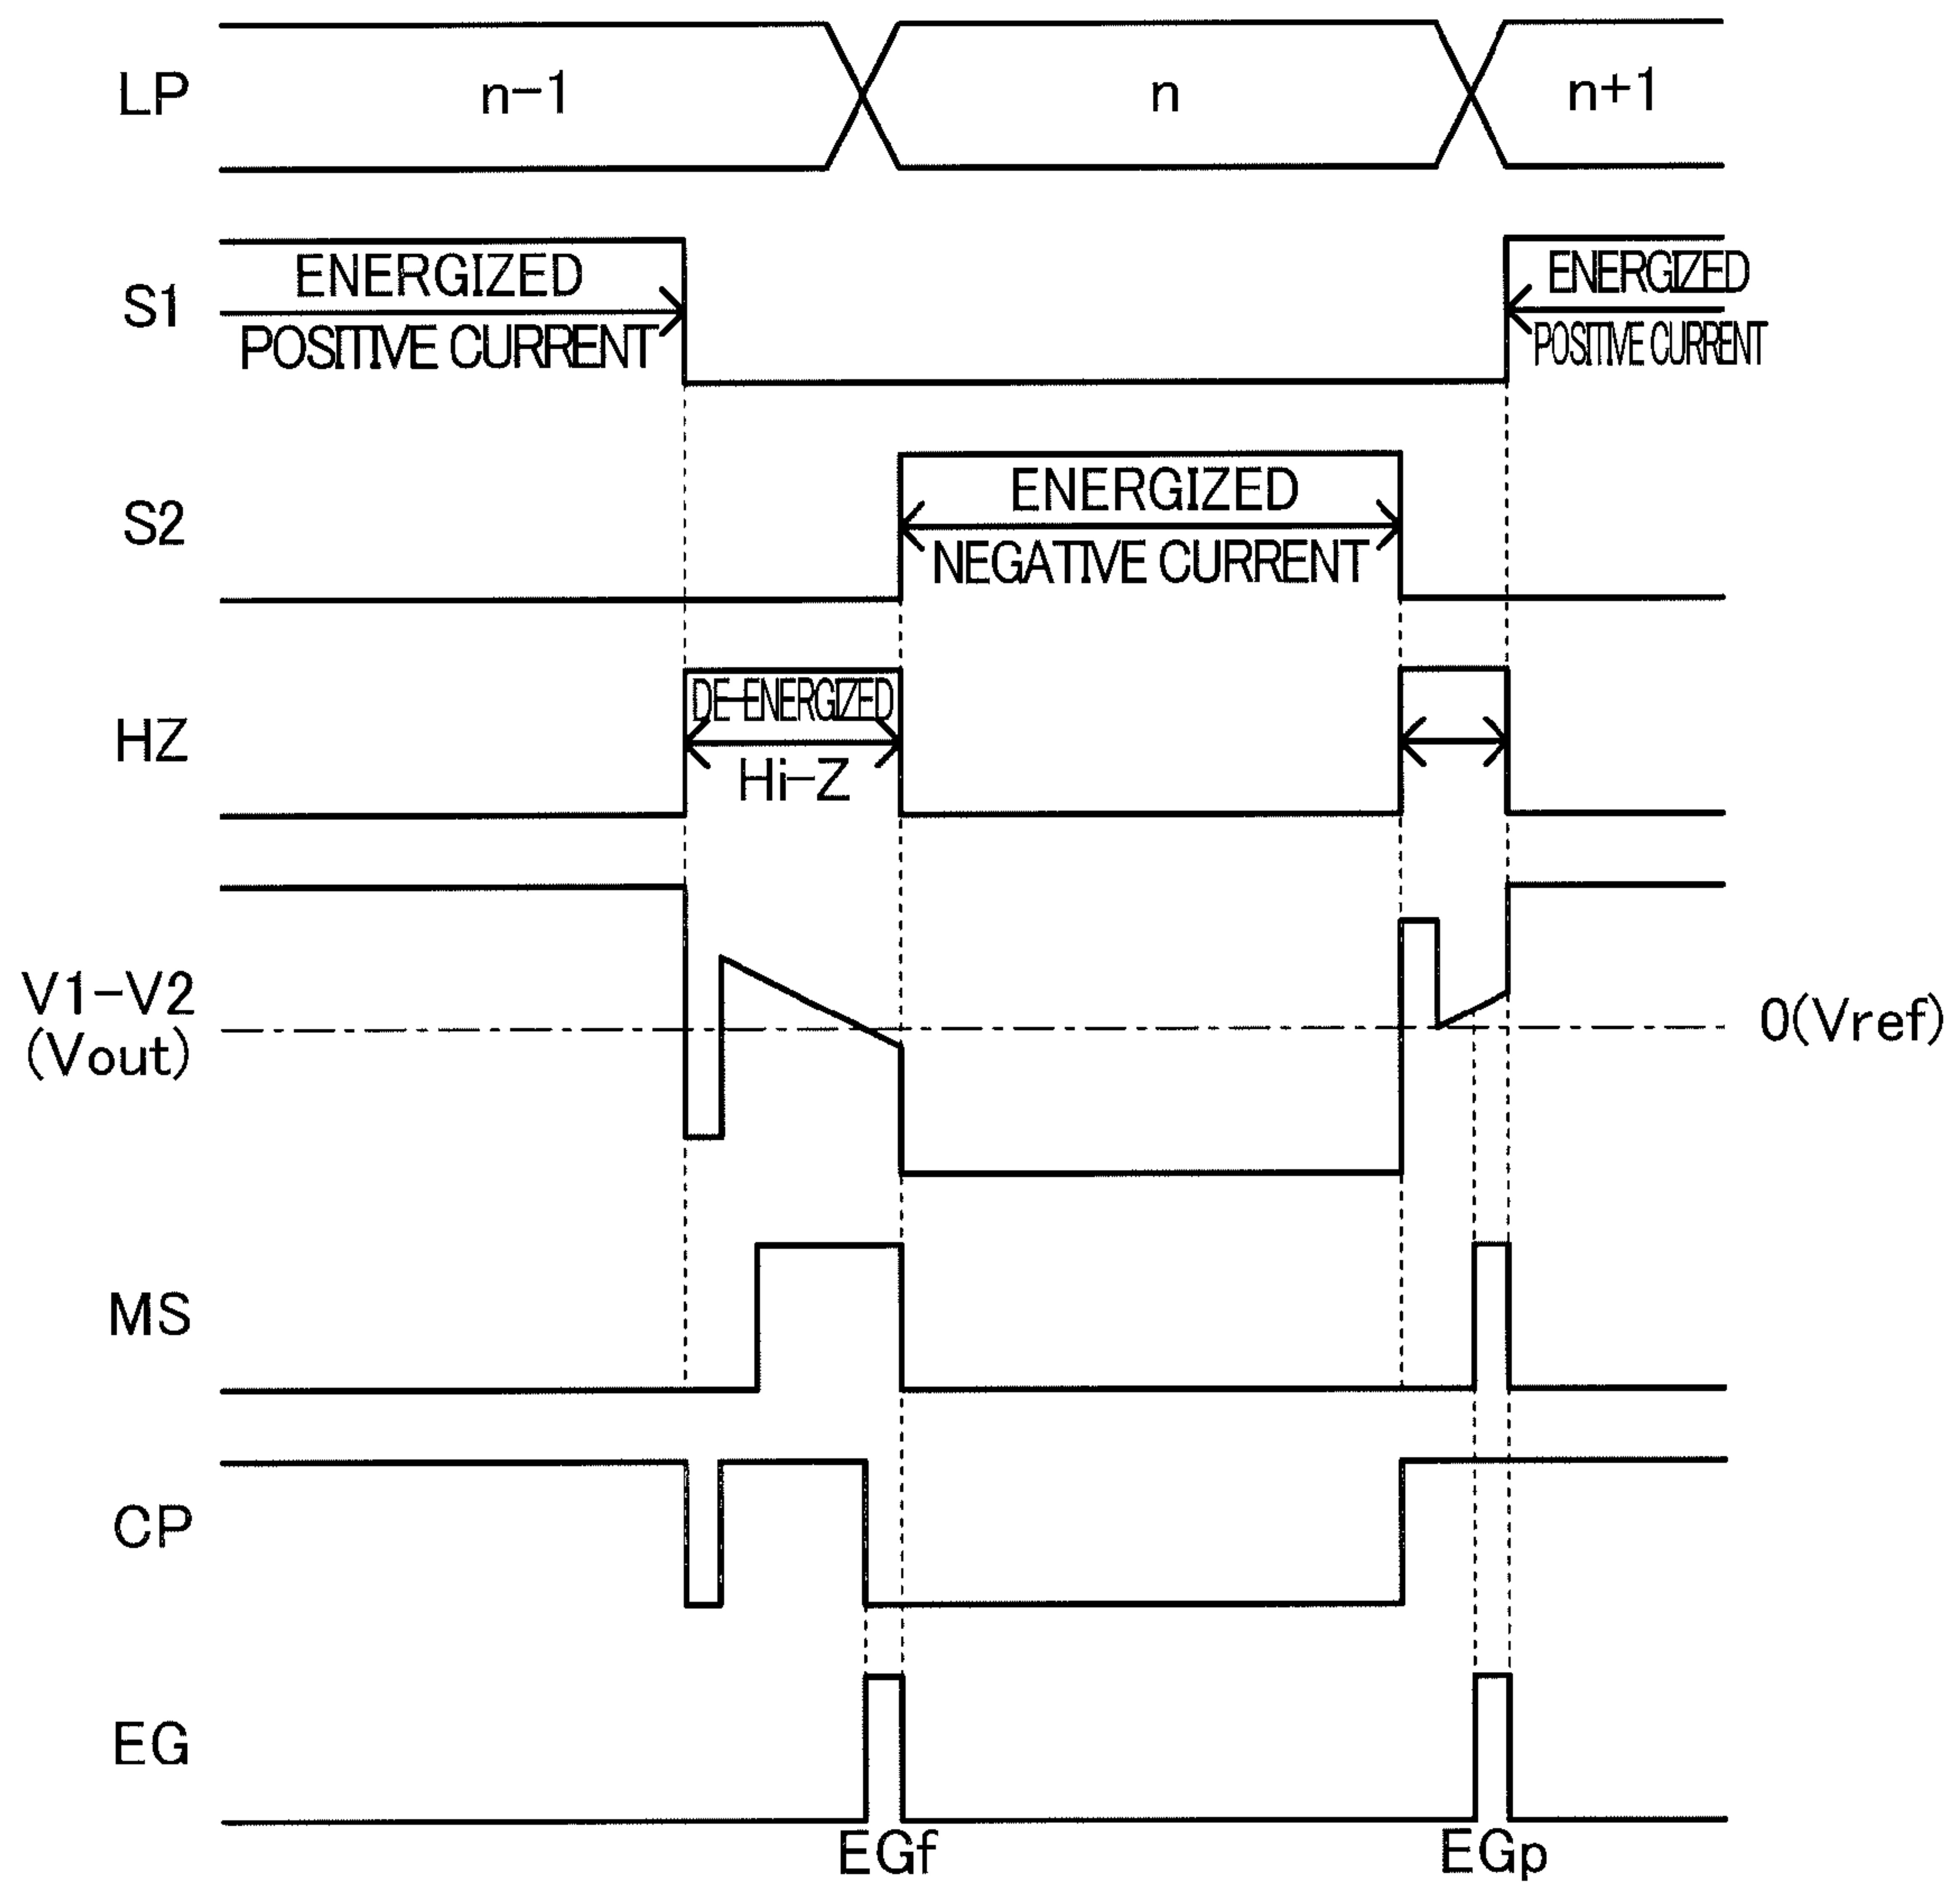 LP
n-1
n
n+1
S1
ENERGIZED
POSITIVE CURRENT
ENERGIZED
POSITIVE CURRENT
S2
ENERGIZED
NEGATIVE CURRENT
HZ
DE-ENERGIZED
Hi-Z
V1-V2
(Vout)
0(Vref)
MS
CP
EG
EGf
EGp